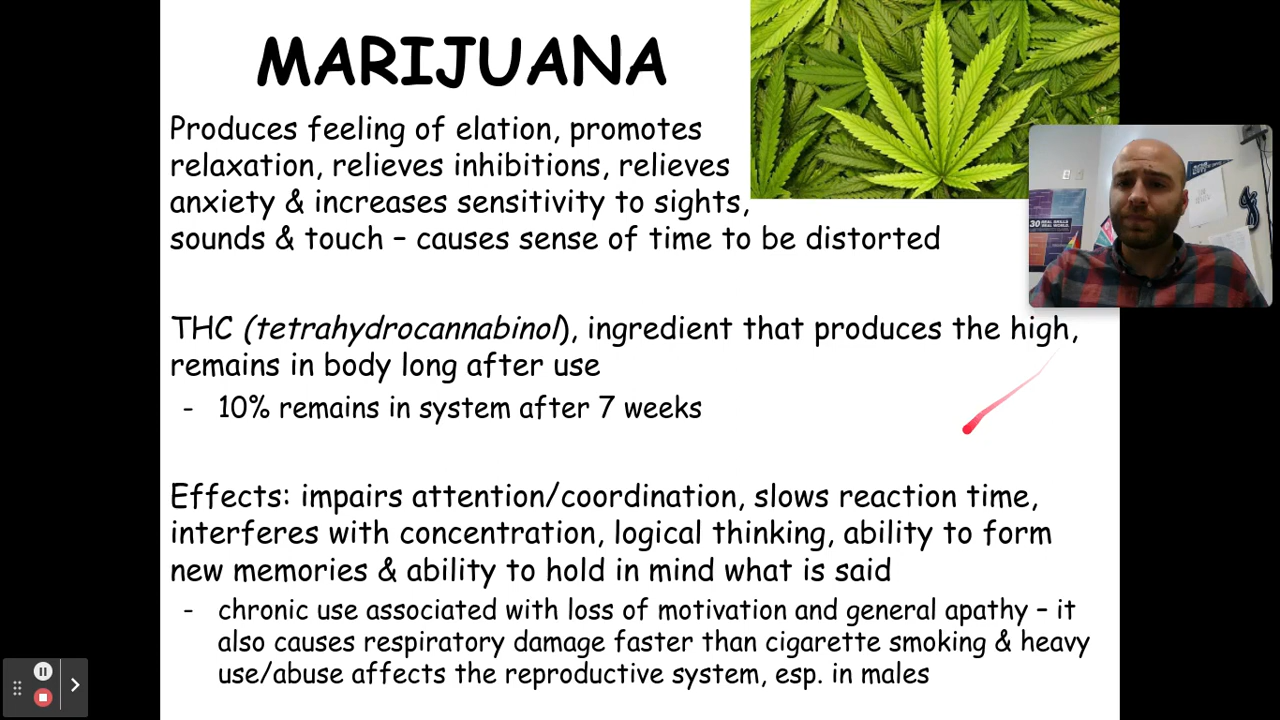 MARIJUANA
Produces feeling of elation, promotes
relaxation, relieves inhibitions, relieves
anxiety & increases sensitivity to sights,
sounds & touch – causes sense of time to be distorted
THC (tetrahydrocannabinol), ingredient that produces the high,
remains in body long after use
- 10% remains in system after 7 weeks
Effects: impairs attention/coordination, slows reaction time,
interferes with concentration, logical thinking, ability to form
new memories & ability to hold in mind what is said
- chronic use associated with loss of motivation and general apathy – it
also causes respiratory damage faster than cigarette smoking & heavy
use/abuse affects the reproductive system, esp. in males